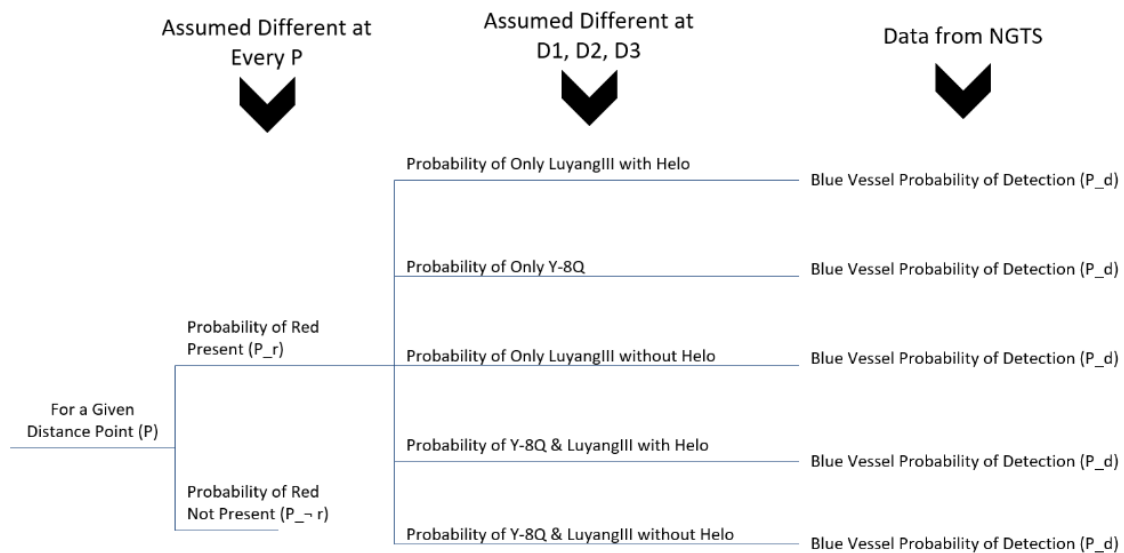 Assumed Different at
Every P
Assumed Different at
D1, D2, D3
Data from NGTS
Probability of Only LuyangIII with Helo
Blue Vessel Probability of Detection (P_d)
Probability of Only Y-8Q
Blue Vessel Probability of Detection (P_d)
Probability of Red
Present (P_r)
Probability of Only LuyangIII without Helo
Blue Vessel Probability of Detection (P_d)
For a Given
Distance Point (P)
Probability of Y-8Q & LuyangIII with Helo
Blue Vessel Probability of Detection (P_d)
Probability of Red
Not Present (P_¬ r)
Probability of Y-8Q & LuyangIII without Helo
Blue Vessel Probability of Detection (P_d)